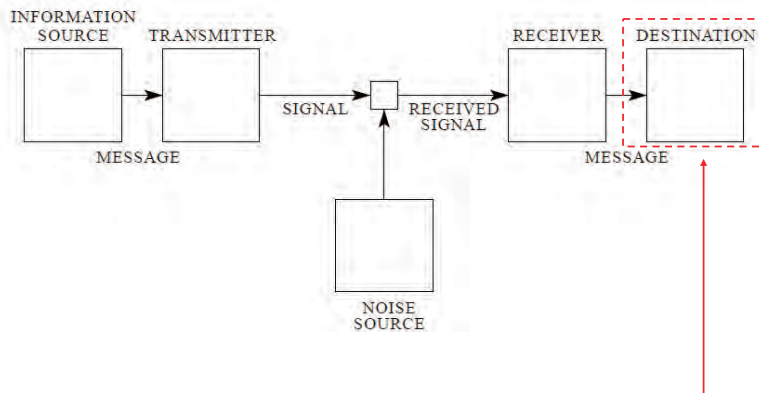 INFORMATION
SOURCE
TRANSMITTER
RECEIVER
DESTINATION
SIGNAL
RECEIVED
SIGNAL
MESSAGE
MESSAGE
NOISE
SOURCE